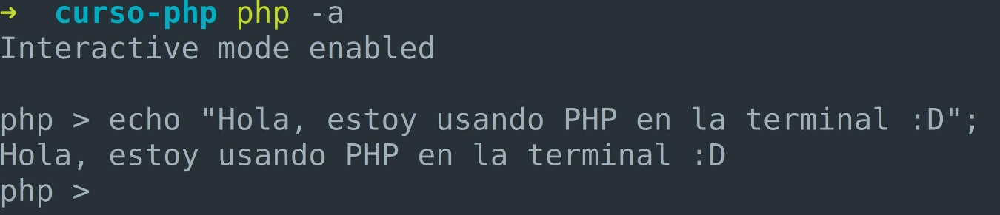 ➜ curso-php php -a
Interactive mode enabled
php > echo "Hola, estoy usando PHP en la terminal :D";
Hola, estoy usando PHP en la terminal :D
php >